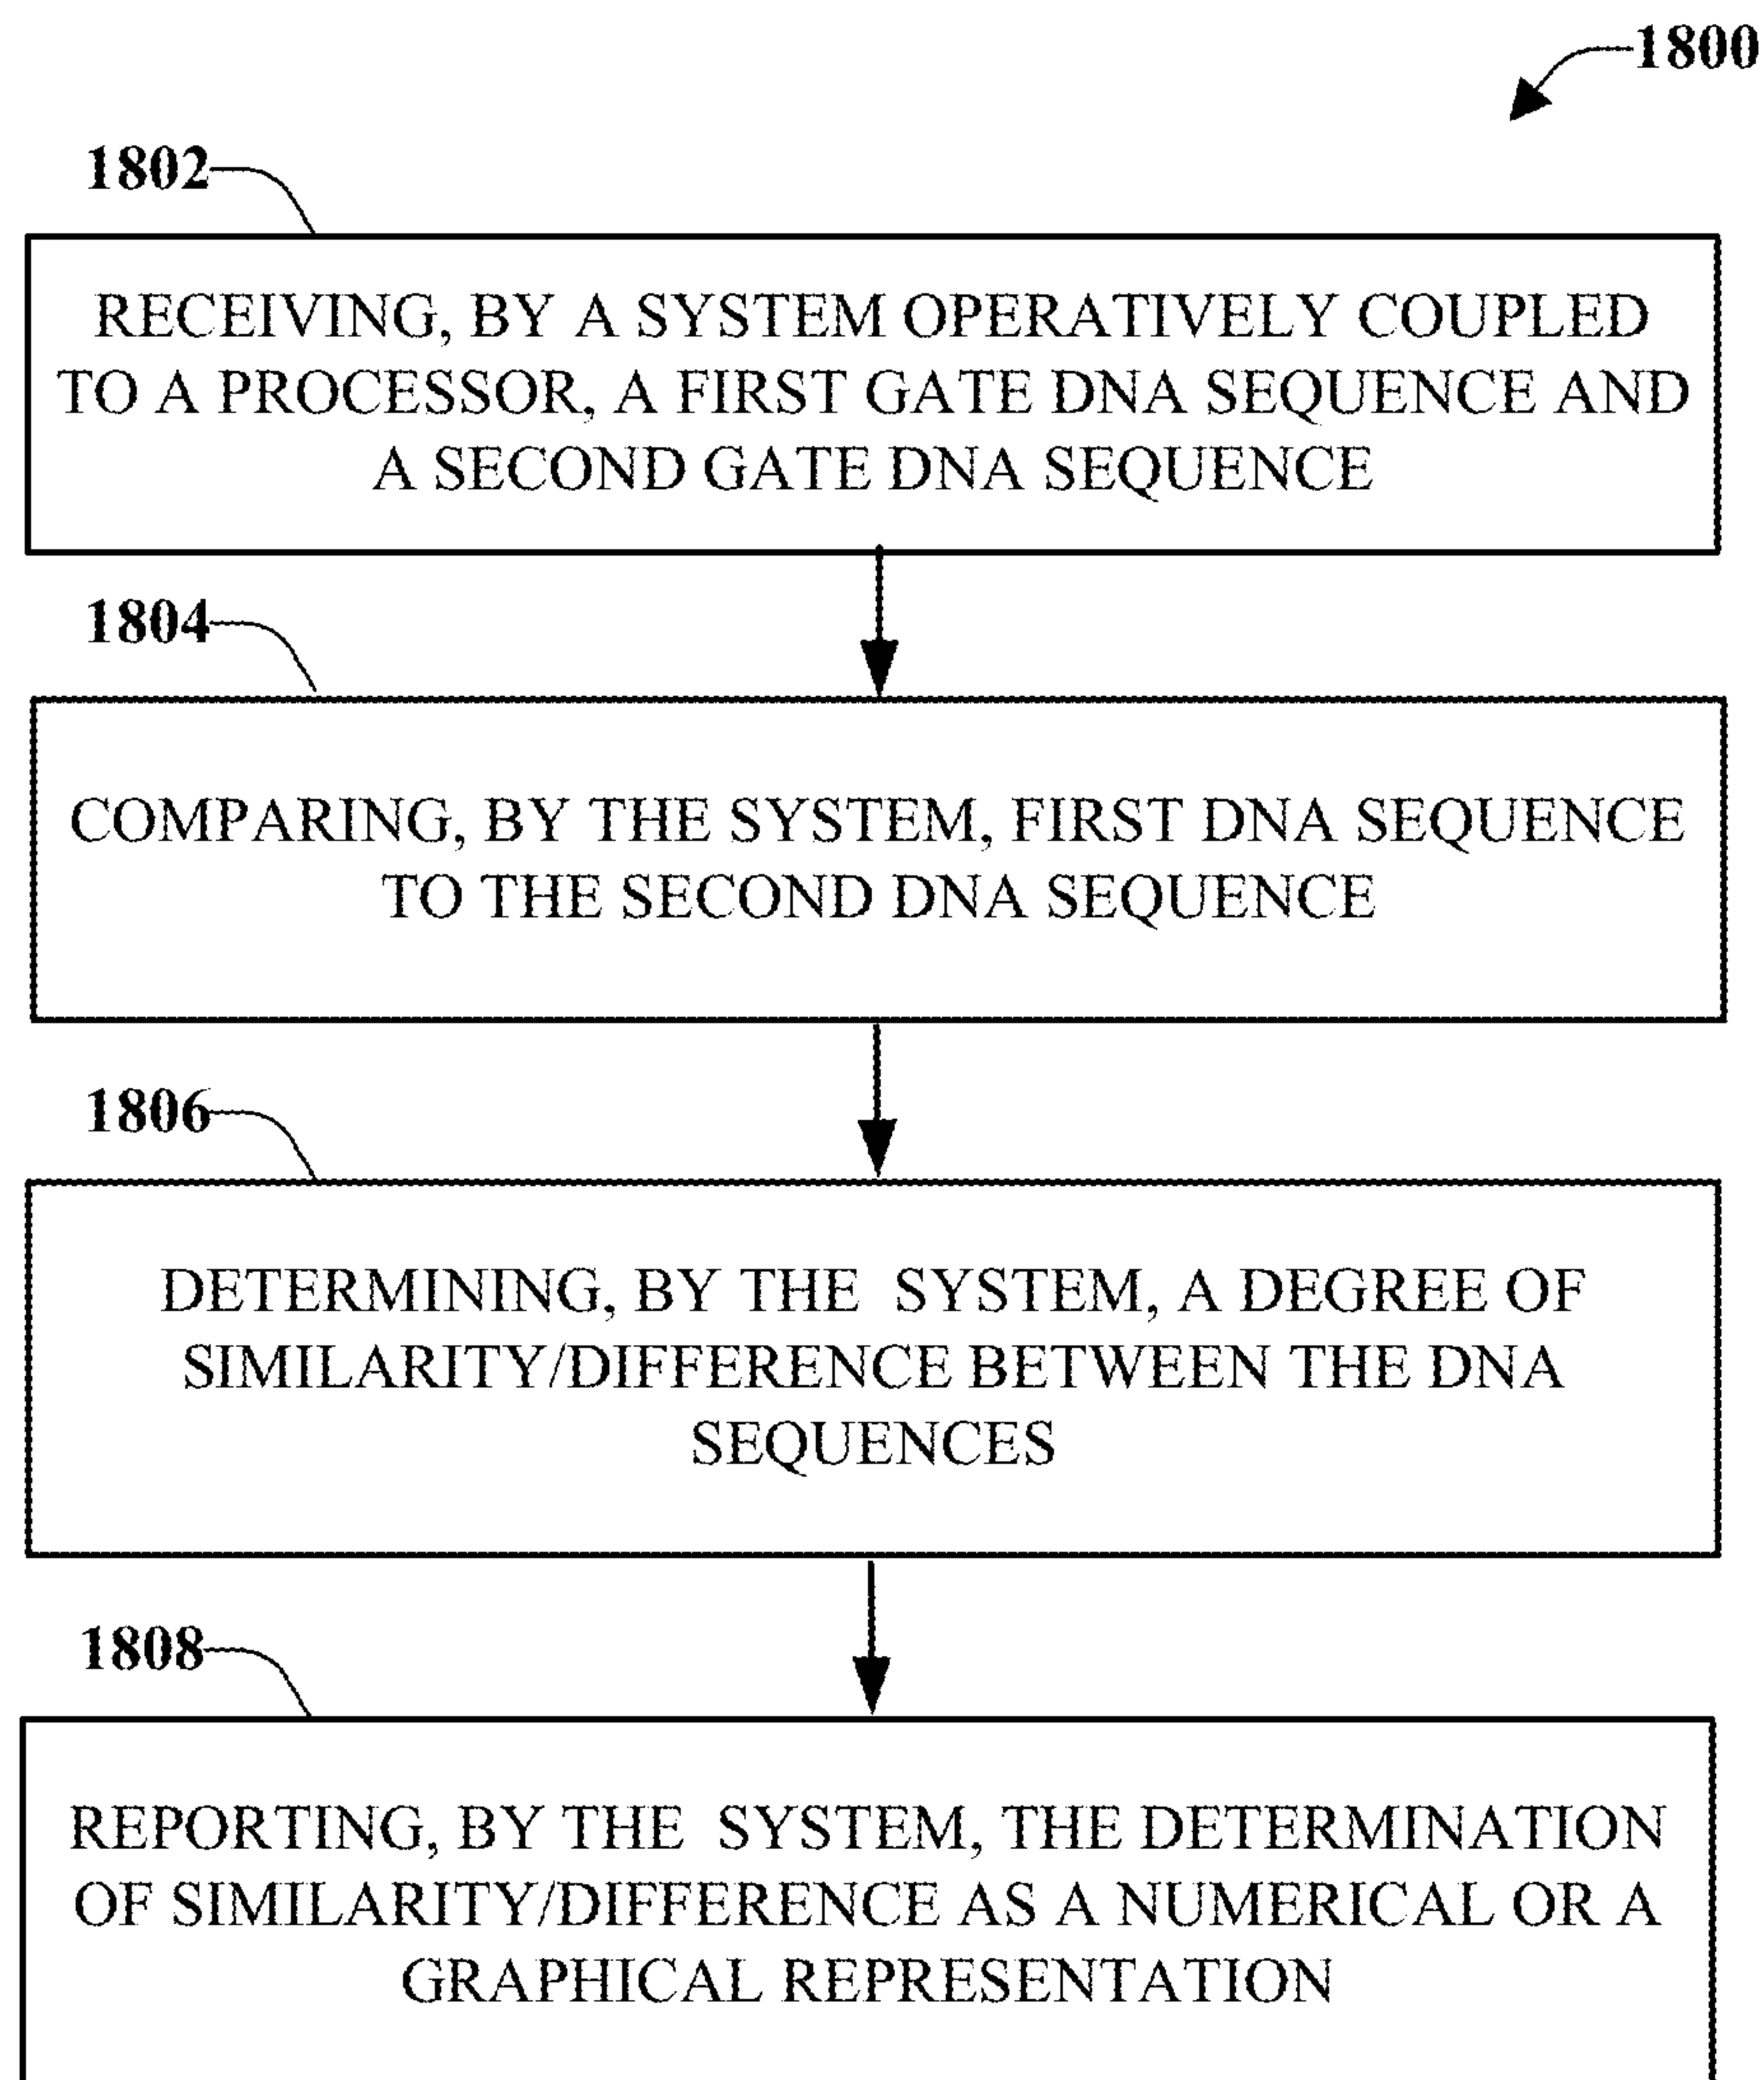 1800
1802
RECEIVING, BY A SYSTEM OPERATIVELY COUPLED
TO A PROCESSOR, A FIRST GATE DNA SEQUENCE AND
A SECOND GATE DNA SEQUENCE
1804
COMPARING, BY THE SYSTEM, FIRST DNA SEQUENCE
TO THE SECOND DNA SEQUENCE
1806
DETERMINING, BY THE SYSTEM, A DEGREE OF
SIMILARITY/DIFFERENCE BETWEEN THE DNA
SEQUENCES
1808
REPORTING, BY THE SYSTEM, THE DETERMINATION
OF SIMILARITY/DIFFERENCE AS A NUMERICAL OR A
GRAPHICAL REPRESENTATION